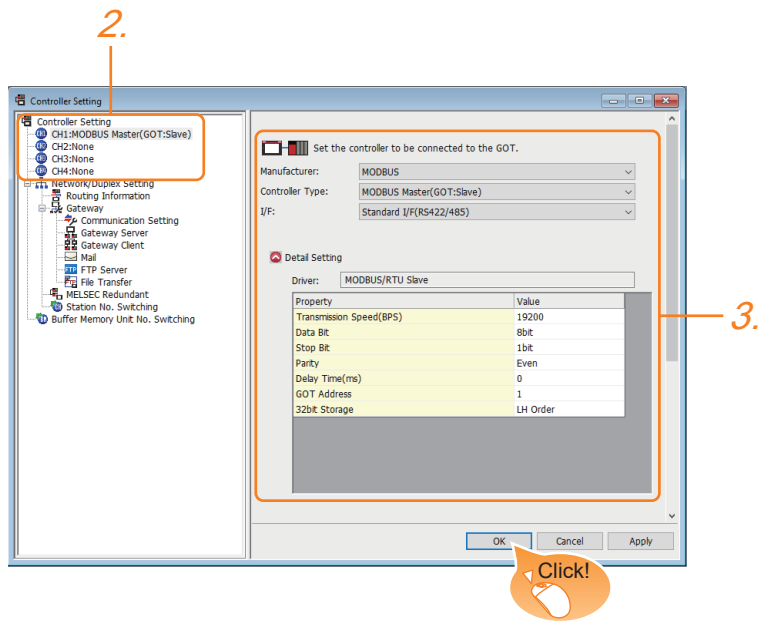 2.
Controller Setting
Controller Setting
CH1:MODBUS Master(GOT:Slave)
CH2:None
CH3:None
CH4:None
Network/Duplex Setting
Routing Information
Gateway
Communication Setting
Gateway Server
Gateway Client
Mail
FTP Server
File Transfer
MELSEC Redundant
Station No. Switching
Buffer Memory Unit No. Switching
Set the controller to be connected to the GOT.
Manufacturer: MODBUS
Controller Type: MODBUS Master(GOT:Slave)
I/F: Standard I/F(RS422/485)
Detail Setting
Driver: MODBUS/RTU Slave
Property Value
Transmission Speed(BPS) 19200
Data Bit 8bit
Stop Bit 1bit
Parity Even
Delay Time(ms) 0
GOT Address 1
32bit Storage LH Order
3.
OK Cancel Apply
Click!